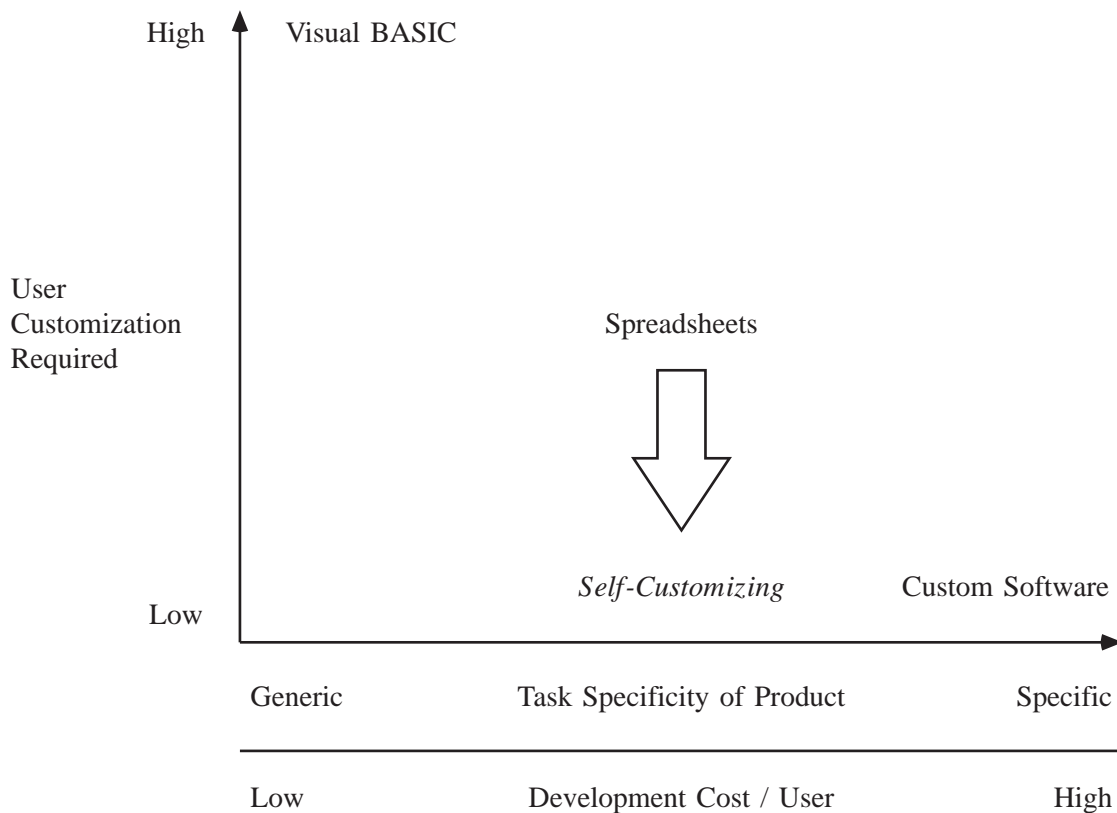 High Visual BASIC
User
Customization
Required
Spreadsheets
Self-Customizing Custom Software
Low
Generic Task Specificity of Product Specific
Low Development Cost / User High